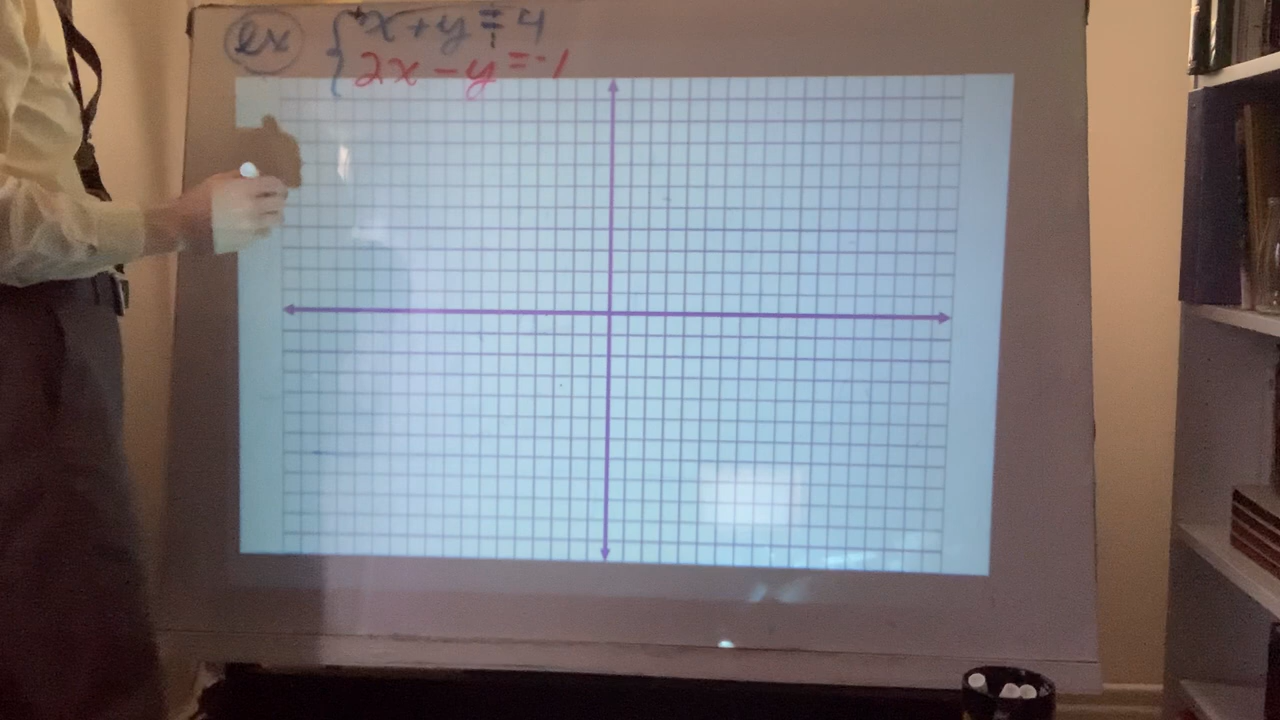 ex { x + y = 4
2x - y = -1